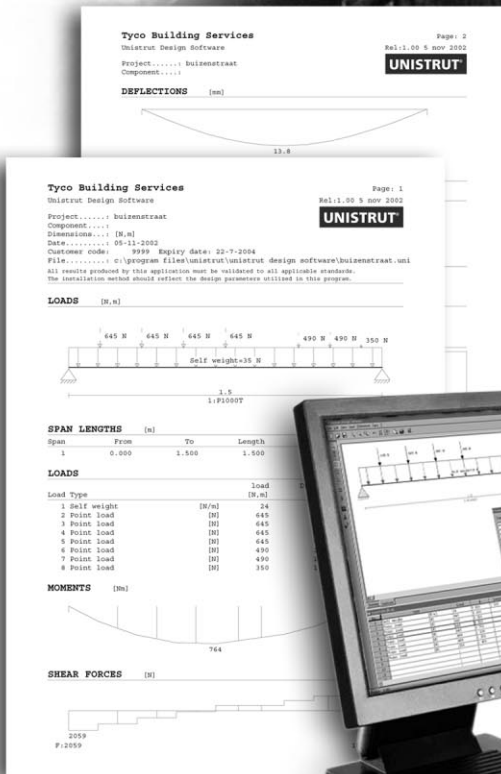 Tyco Building Services Page: 2
Unistrut Design Software Rel:1.00 5 nov 2002
Project......: buizenstraat
Component....:
UNISTRUT
DEFLECTIONS [mm]
13.8
Tyco Building Services Page: 1
Unistrut Design Software Rel:1.00 5 nov 2002
Project......: buizenstraat
Component....:
Dimensions...: [N,m]
Date.........: 05-11-2002
Customer code: 9999 Expiry date: 22-7-2004
File.........: c:\program files\unistrut\unistrut design software\buizenstraat.uni
UNISTRUT
All results produced by this application must be validated to all applicable standards.
The installation method should reflect the design parameters utilized in this program.
LOADS [N,m]
645 N 645 N 645 N 645 N 490 N 490 N 350 N
Self weight=35 N
1.5
1:P1000T
SPAN LENGTHS [m]
Span From To Length
1 0.000 1.500 1.500
LOADS
load
Load Type [N,m]
1 Self weight [N/m] 24
2 Point load [N] 645
3 Point load [N] 645
4 Point load [N] 645
5 Point load [N] 645
6 Point load [N] 490
7 Point load [N] 490
8 Point load [N] 350
MOMENTS [Nm]
764
SHEAR FORCES [N]
2059
F:2059